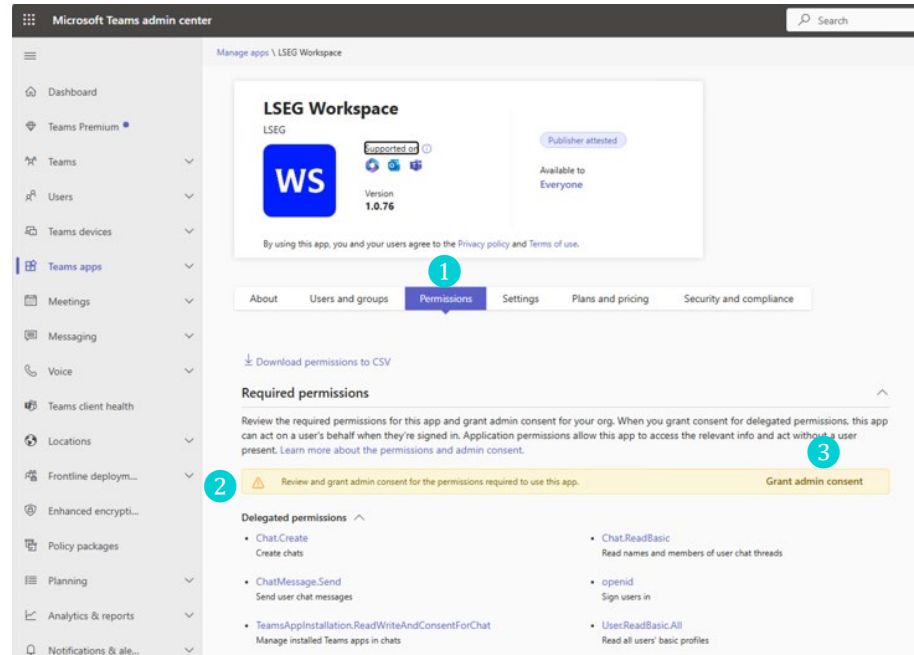 Microsoft Teams admin center
Search
Manage apps \ LSEG Workspace
Dashboard
Teams Premium
Teams
Users
Teams devices
Teams apps
Meetings
Messaging
Voice
Teams client health
Locations
Frontline deploym...
Enhanced encrypti...
Policy packages
Planning
Analytics & reports
Notifications & ale...
LSEG Workspace
LSEG
WS
Supported on
Version
1.0.76
Publisher attested
Available to
Everyone
By using this app, you and your users agree to the Privacy policy and Terms of use.
1
About Users and groups Permissions Settings Plans and pricing Security and compliance
Download permissions to CSV
Required permissions
Review the required permissions for this app and grant admin consent for your org. When you grant consent for delegated permissions, this app
can act on a user's behalf when they're signed in. Application permissions allow this app to access the relevant info and act without a user
present. Learn more about the permissions and admin consent.
3
2
Review and grant admin consent for the permissions required to use this app. Grant admin consent
Delegated permissions
Chat.Create
Create chats
Chat.ReadBasic
Read names and members of user chat threads
ChatMessage.Send
Send user chat messages
openid
Sign users in
TeamsAppInstallation.ReadWriteAndConsentForChat
Manage installed Teams apps in chats
User.ReadBasic.All
Read all users' basic profiles